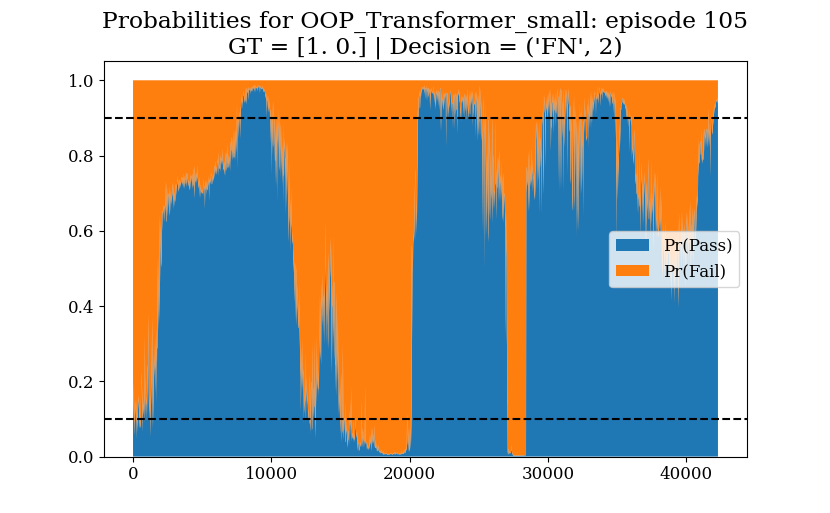 Probabilities for OOP_Transformer_small: episode 105
GT = [1. 0.] | Decision = ('FN', 2)
1.0
0.8
0.6
0.4
0.2
0.0
Pr(Pass)
Pr(Fail)
0 10000 20000 30000 40000